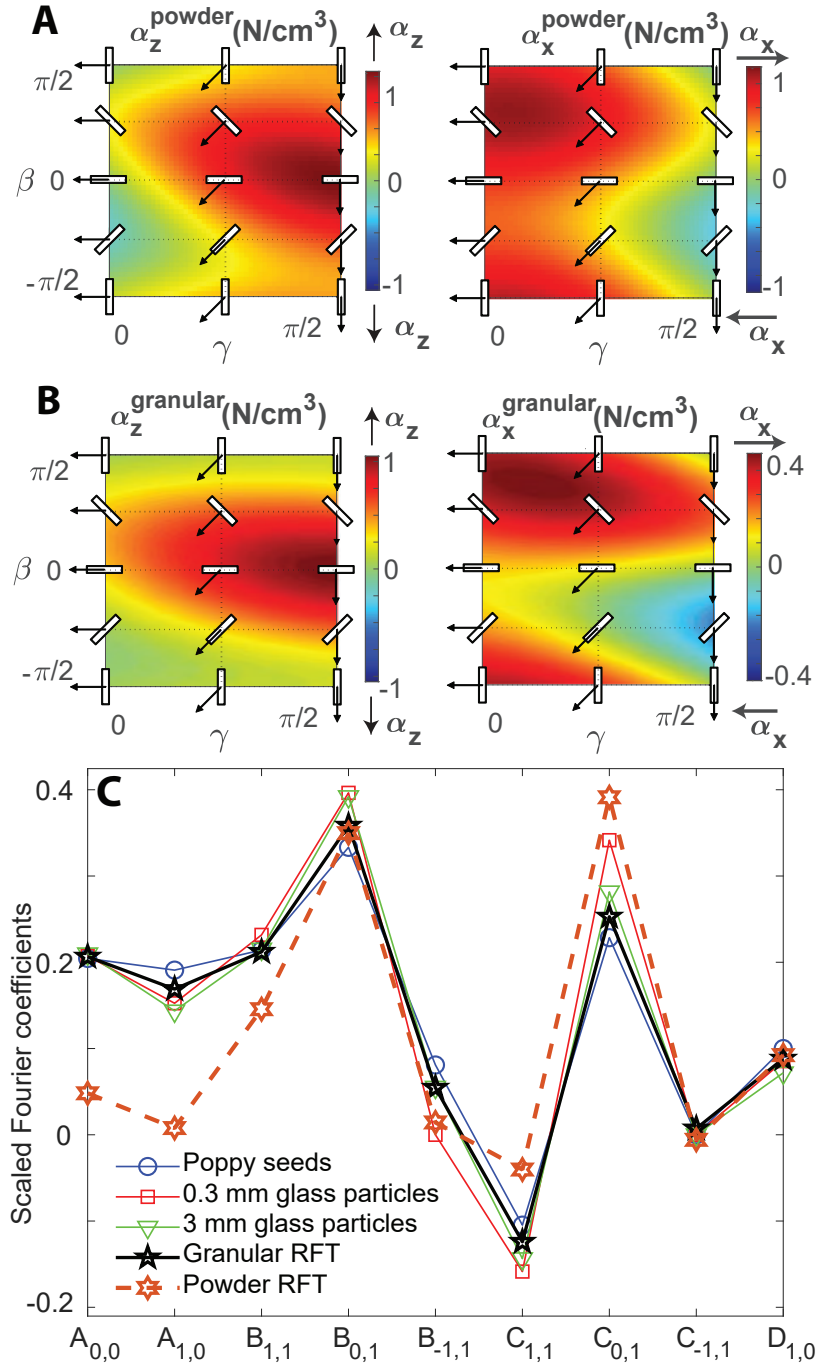 A
α_z^powder(N/cm³)
α_z
α_x^powder(N/cm³)
α_x
π/2
β 0
-π/2
0 π/2
γ
1
0
-1
α_z
1
0
-1
0 π/2
γ
α_x
B
α_z^granular(N/cm³)
α_z
α_x^granular(N/cm³)
α_x
π/2
β 0
-π/2
0 π/2
γ
1
0
-1
α_z
0.4
0
-0.4
0 π/2
γ
α_x
C
Scaled Fourier coefficients
0.4
0.2
0
-0.2
Poppy seeds
0.3 mm glass particles
3 mm glass particles
Granular RFT
Powder RFT
A_0,0 A_1,0 B_1,1 B_0,1 B_-1,1 C_1,1 C_0,1 C_-1,1 D_1,0